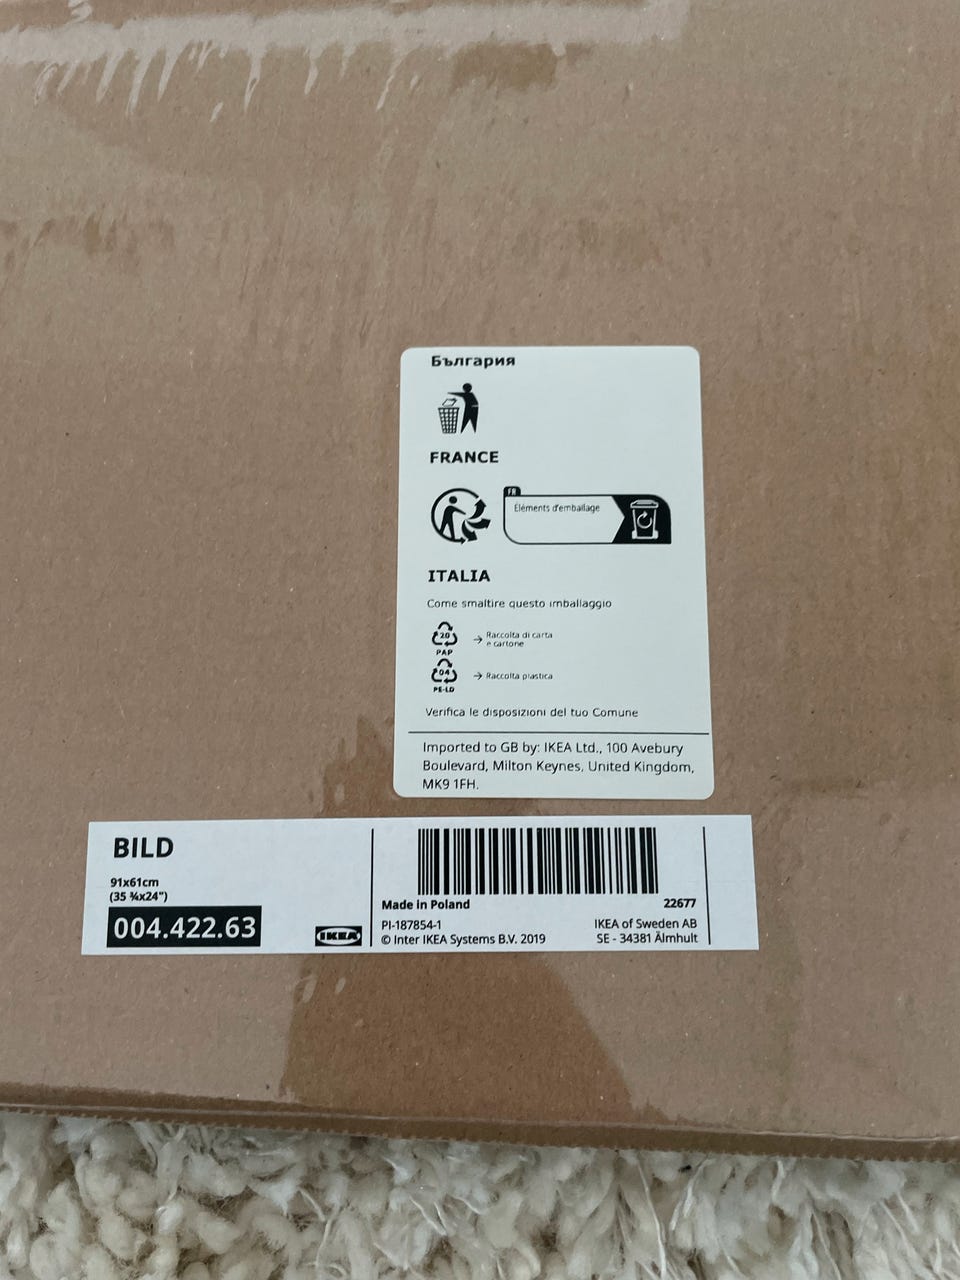 България
FRANCE
FR
Éléments d'emballage
ITALIA
Come smaltire questo imballaggio
20
PAP
→ Raccolta di carta
e cartone
04
PE-LD
→ Raccolta plastica
Verifica le disposizioni del tuo Comune
Imported to GB by: IKEA Ltd., 100 Avebury
Boulevard, Milton Keynes, United Kingdom,
MK9 1FH.
BILD
91x61cm
(35 ¾x24")
004.422.63
IKEA
Made in Poland
22677
PI-187854-1
IKEA of Sweden AB
© Inter IKEA Systems B.V. 2019
SE - 34381 Älmhult